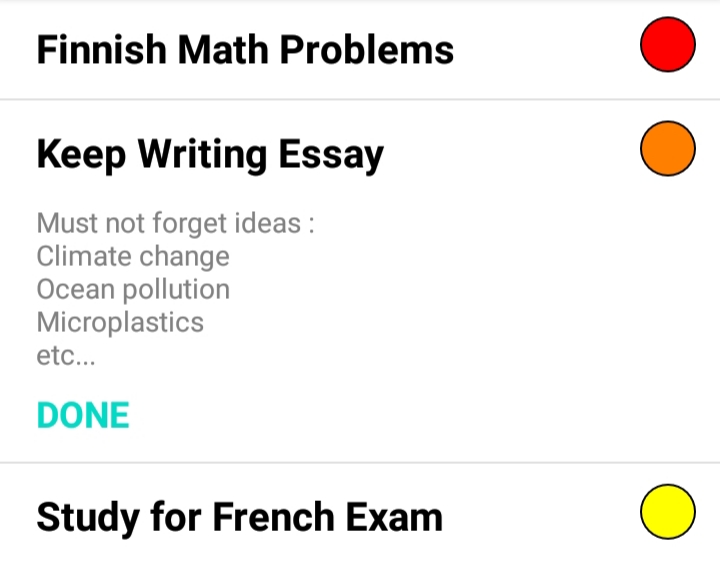 Finnish Math Problems
Keep Writing Essay
Must not forget ideas :
Climate change
Ocean pollution
Microplastics
etc...
DONE
Study for French Exam